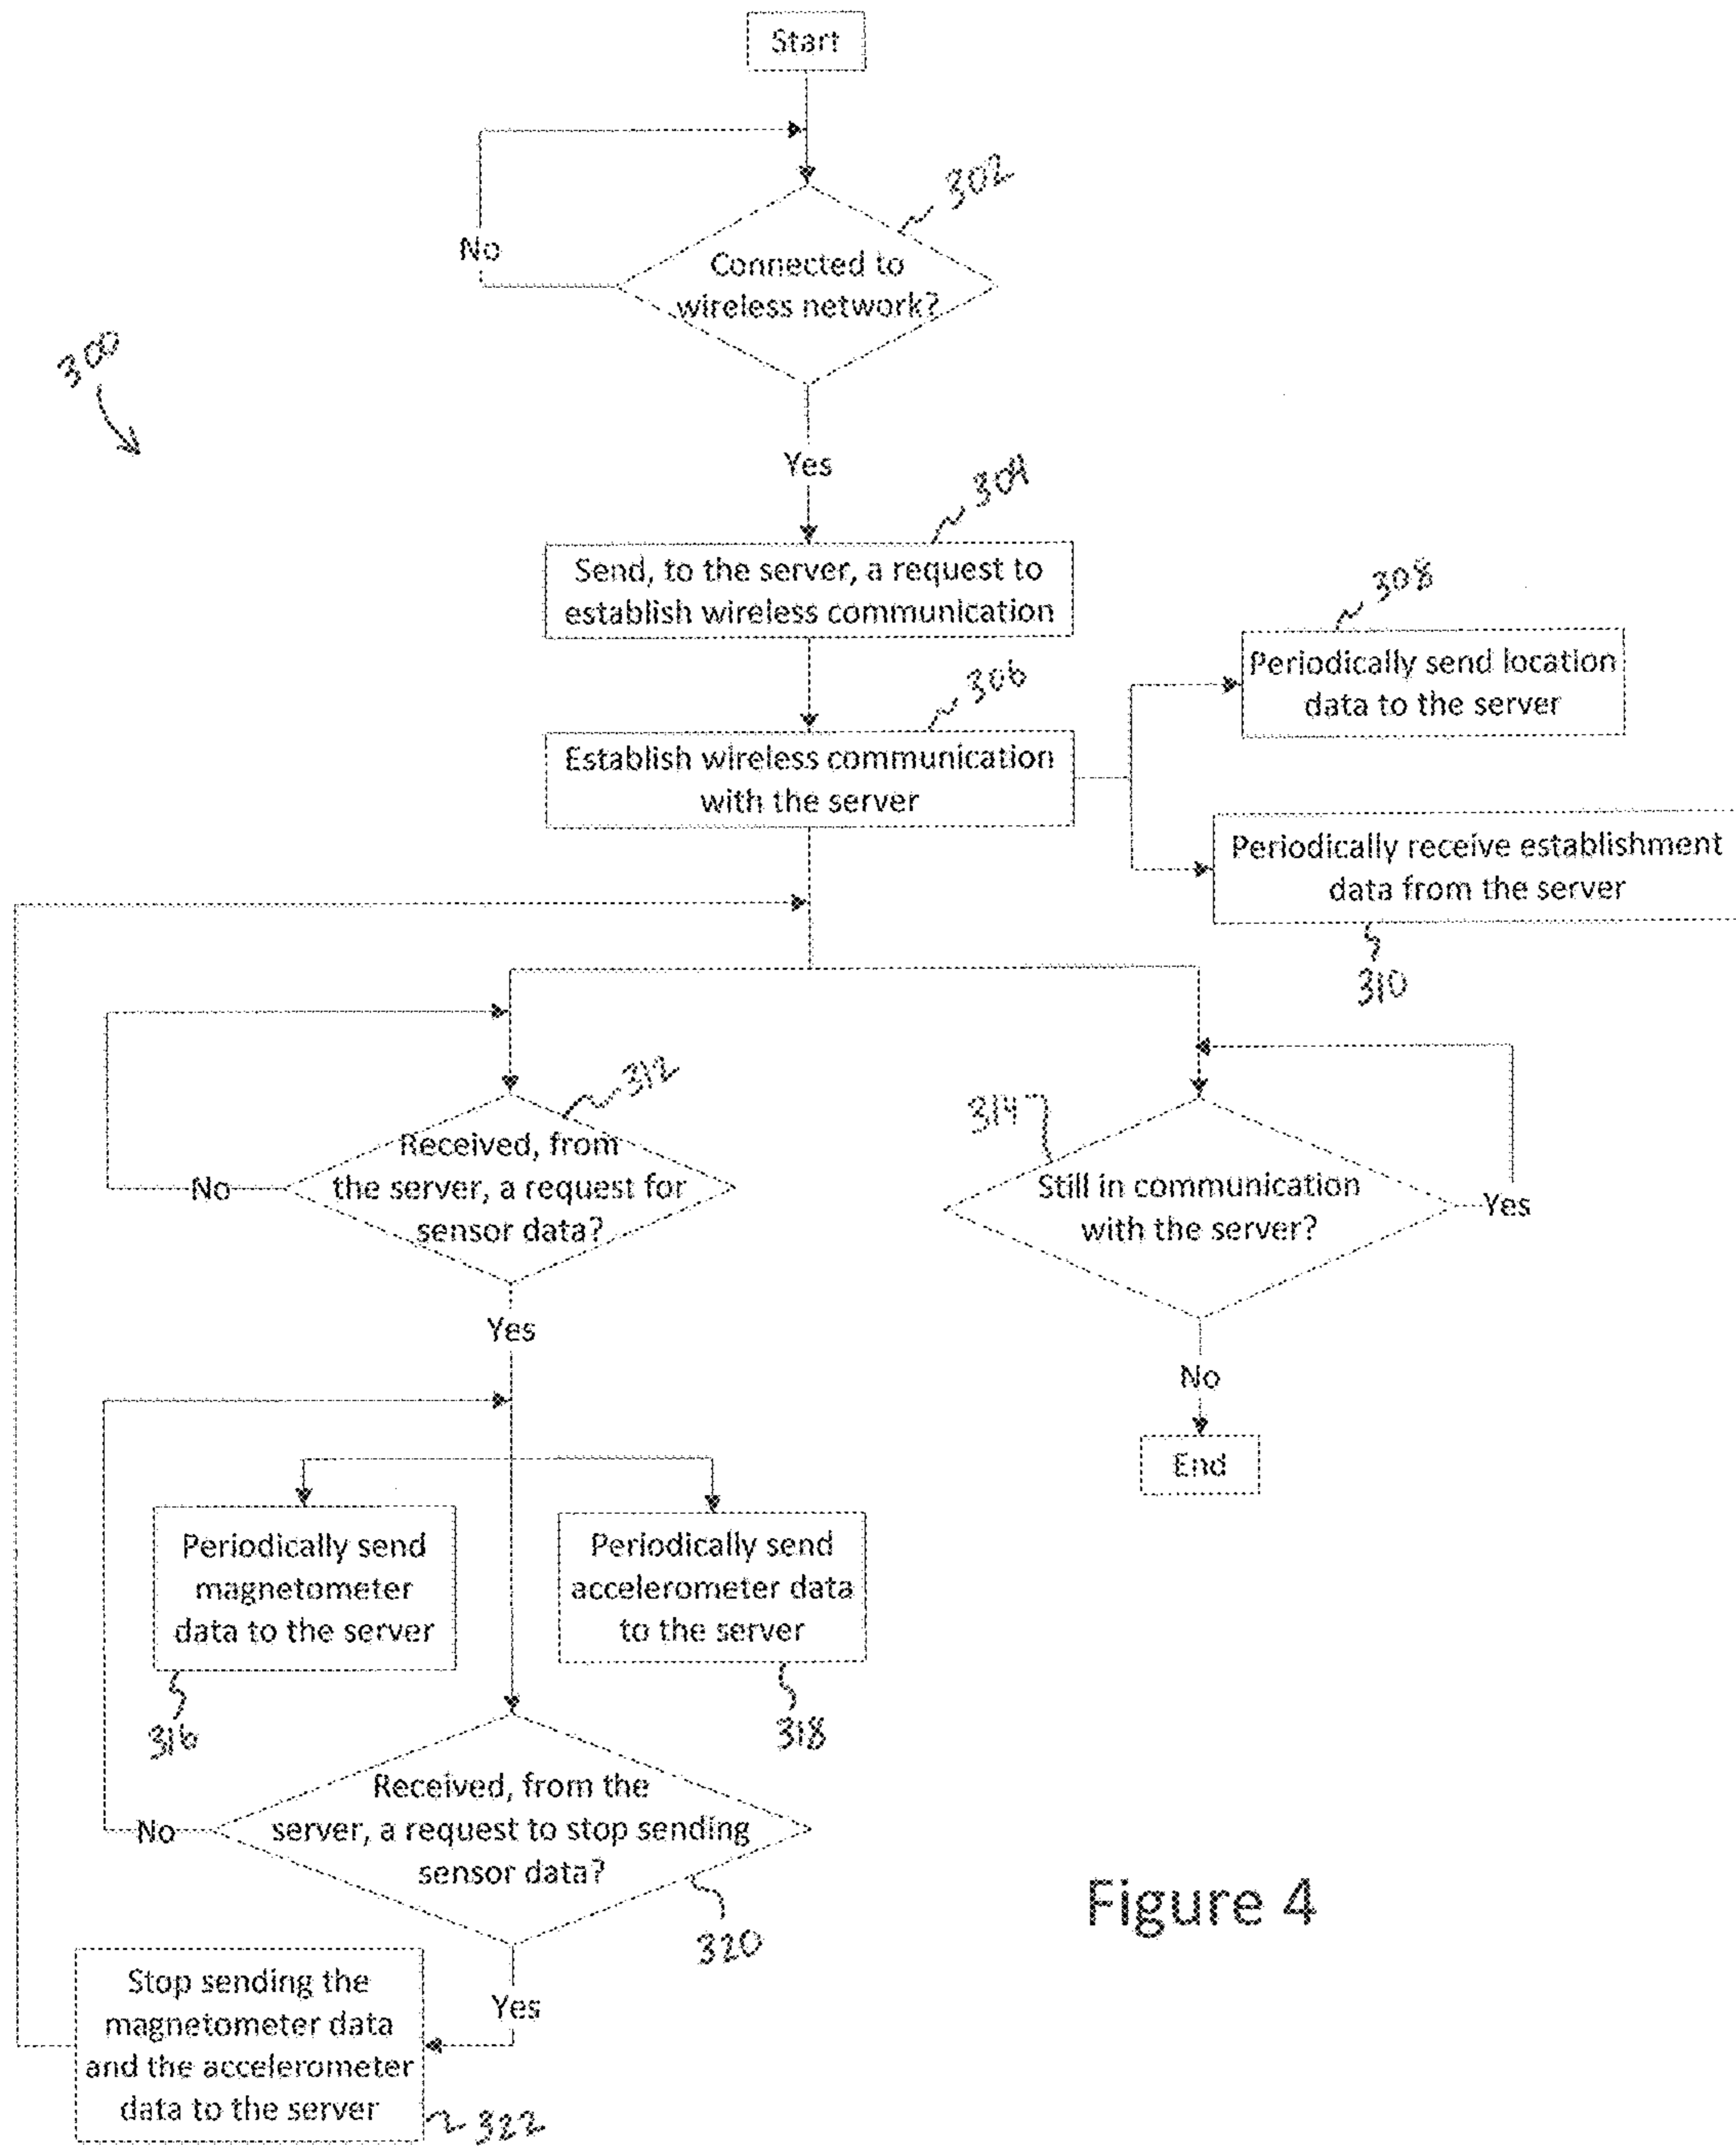 Start
302
No
Connected to
wireless network?
300
Yes
304
Send, to the server, a request to
establish wireless communication
308
Periodically send location
data to the server
306
Establish wireless communication
with the server
Periodically receive establishment
data from the server
310
312
Received, from
the server, a request for
sensor data?
No
314
Still in communication
with the server?
Yes
Yes
No
End
Periodically send
magnetometer
data to the server
Periodically send
accelerometer data
to the server
316
318
Received, from the
server, a request to stop sending
sensor data?
No
320
Figure 4
Yes
Stop sending the
magnetometer data
and the accelerometer
data to the server
322